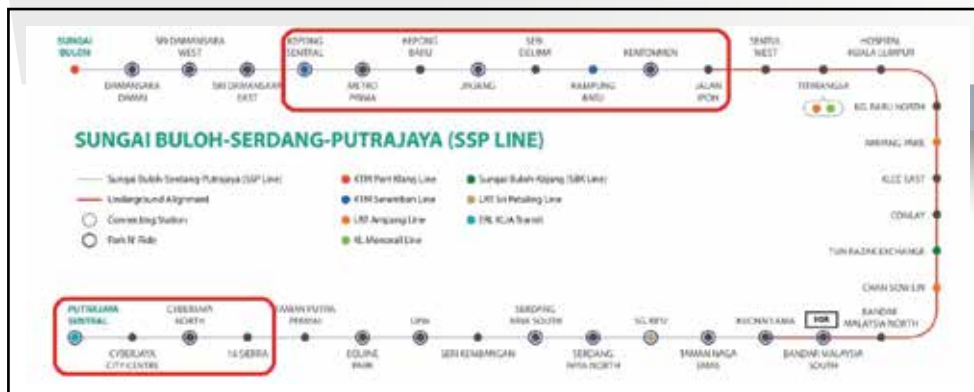 SUNGAI
BULOH
DAMANSARA
DAMAI
SRI DAMANSARA
WEST
SRI DAMANSARA
EAST
KEPONG
SENTRAL
METRO
PRIMA
KEPONG
BARU
JINJANG
SERI
DELIMA
KAMPUNG
BATU
KENTONMEN
JALAN
IPOH
SENTUL
WEST
TITIWANGSA
HOSPITAL
KUALA LUMPUR
KG. BARU NORTH
AMPANG PARK
KLCC EAST
CONLAY
TUN RAZAK EXCHANGE
CHAN SOW LIN
SUNGAI BULOH-SERDANG-PUTRAJAYA (SSP LINE)
Sungai Buloh-Serdang-Putrajaya (SSP Line)
Underground Alignment
Connecting Station
Park N' Ride
KTM Port Klang Line
KTM Seremban Line
LRT Ampang Line
KL Monorail Line
Sungai Buloh-Kajang (SBK Line)
LRT Sri Petaling Line
ERL KLIA Transit
PUTRAJAYA
SENTRAL
CYBERJAYA
CITY CENTRE
CYBERJAYA
NORTH
16 SIERRA
TAMAN PUTRA
PERMAI
EQUINE
PARK
UPM
SERI KEMBANGAN
SERDANG
RAYA SOUTH
SERDANG
RAYA NORTH
SG. BESI
TAMAN NAGA
EMAS
KUCHAI LAMA
HSR
BANDAR MALAYSIA
SOUTH
BANDAR
MALAYSIA NORTH